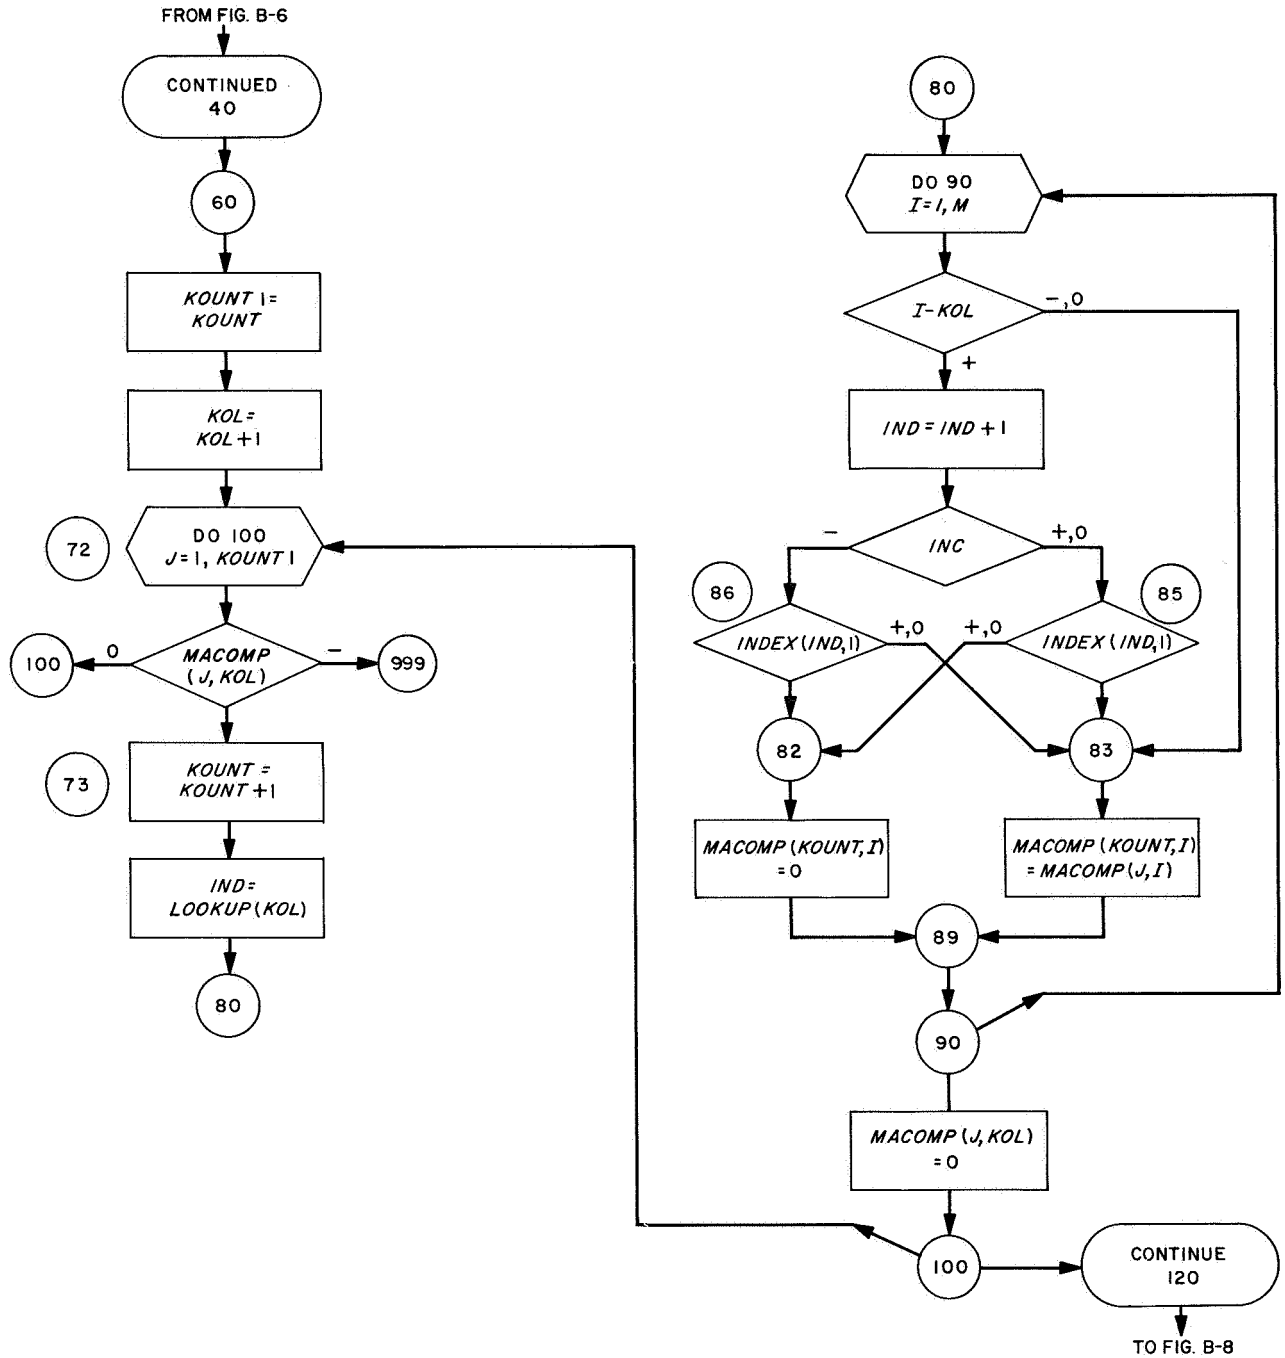 FROM FIG. B-6
CONTINUED
40
60
KOUNT 1=
KOUNT
KOL=
KOL+1
72
DO 100
J=1, KOUNT 1
100
0
MACOMP
(J, KOL)
-
999
73
KOUNT =
KOUNT +1
IND=
LOOKUP(KOL)
80
80
DO 90
I=1, M
I-KOL
-,0
+
IND = IND +1
-
INC
+,0
86
85
INDEX (IND,1)
+,0
+,0
INDEX (IND,1)
82
83
MACOMP (KOUNT, I)
=0
MACOMP (KOUNT, I)
= MACOMP (J, I)
89
90
MACOMP (J, KOL)
=0
100
CONTINUE
120
TO FIG. B-8